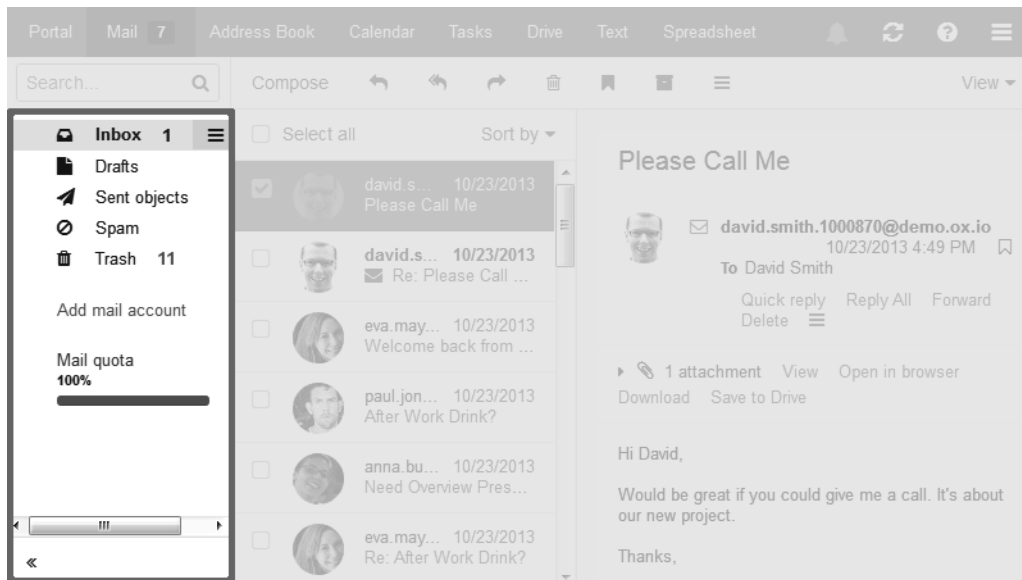 Portal Mail 7 Address Book Calendar Tasks Drive Text Spreadsheet
Search...
Compose
View
Inbox 1
Drafts
Sent objects
Spam
Trash 11
Add mail account
Mail quota
100%
Select all Sort by
david.s... 10/23/2013
Please Call Me
david.s... 10/23/2013
Re: Please Call ...
eva.may... 10/23/2013
Welcome back from ...
paul.jon... 10/23/2013
After Work Drink?
anna.bu... 10/23/2013
Need Overview Pres...
eva.may... 10/23/2013
Re: After Work Drink?
Please Call Me
david.smith.1000870@demo.ox.io
10/23/2013 4:49 PM
To David Smith
Quick reply Reply All Forward
Delete
1 attachment View Open in browser
Download Save to Drive
Hi David,
Would be great if you could give me a call. It's about
our new project.
Thanks,